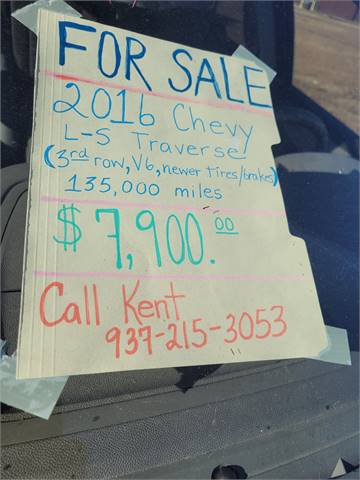 FOR SALE
2016 Chevy
L-S Traverse
(3rd row, V6, newer tires/brakes)
135,000 miles
$7,900.00
Call Kent
937-215-3053